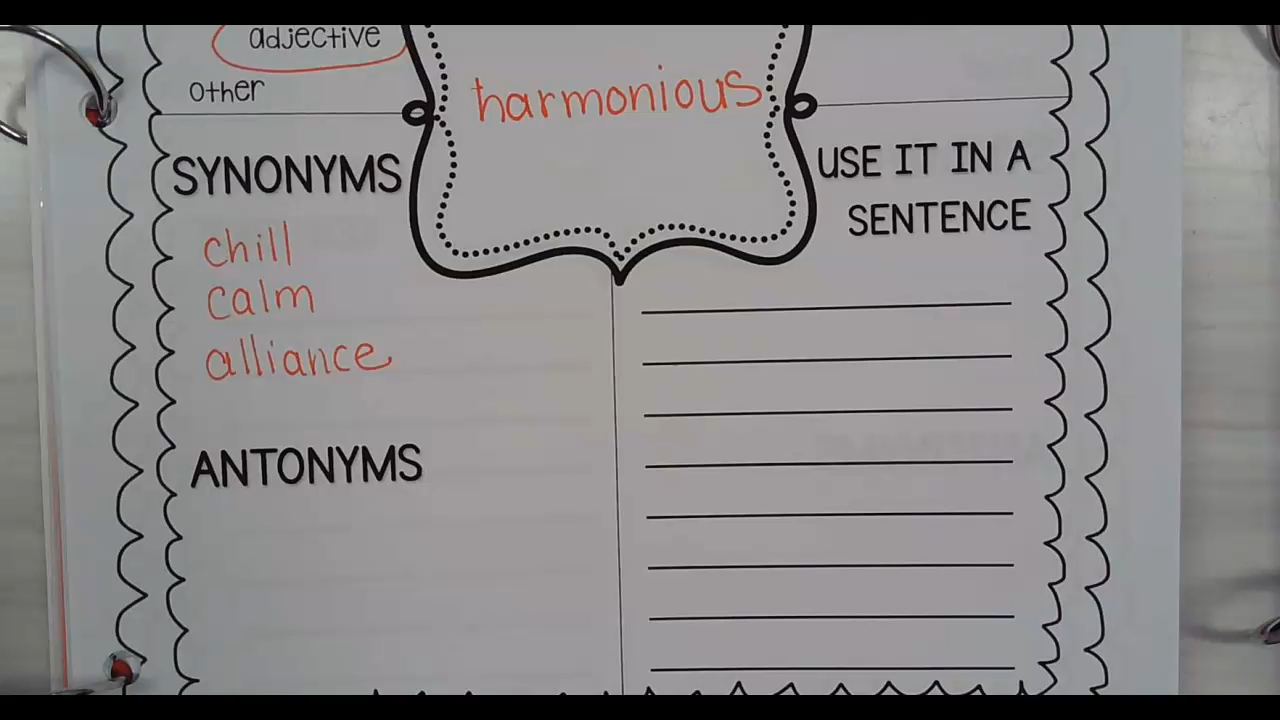 adjective
other
harmonious
SYNONYMS
chill
calm
alliance
ANTONYMS
USE IT IN A
SENTENCE